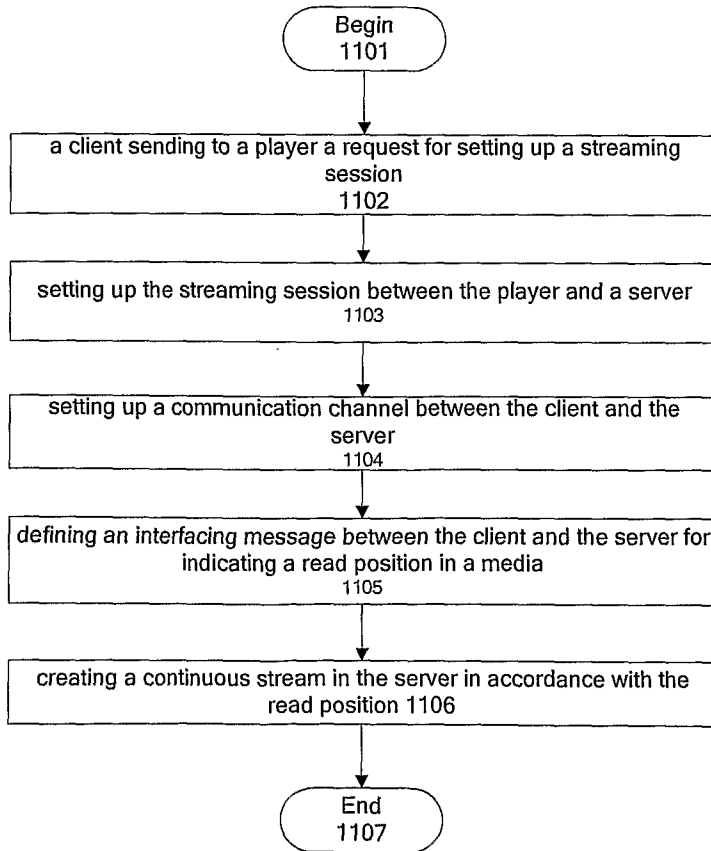 Begin
1101
a client sending to a player a request for setting up a streaming
session
1102
setting up the streaming session between the player and a server
1103
setting up a communication channel between the client and the
server
1104
defining an interfacing message between the client and the server for
indicating a read position in a media
1105
creating a continuous stream in the server in accordance with the
read position 1106
End
1107